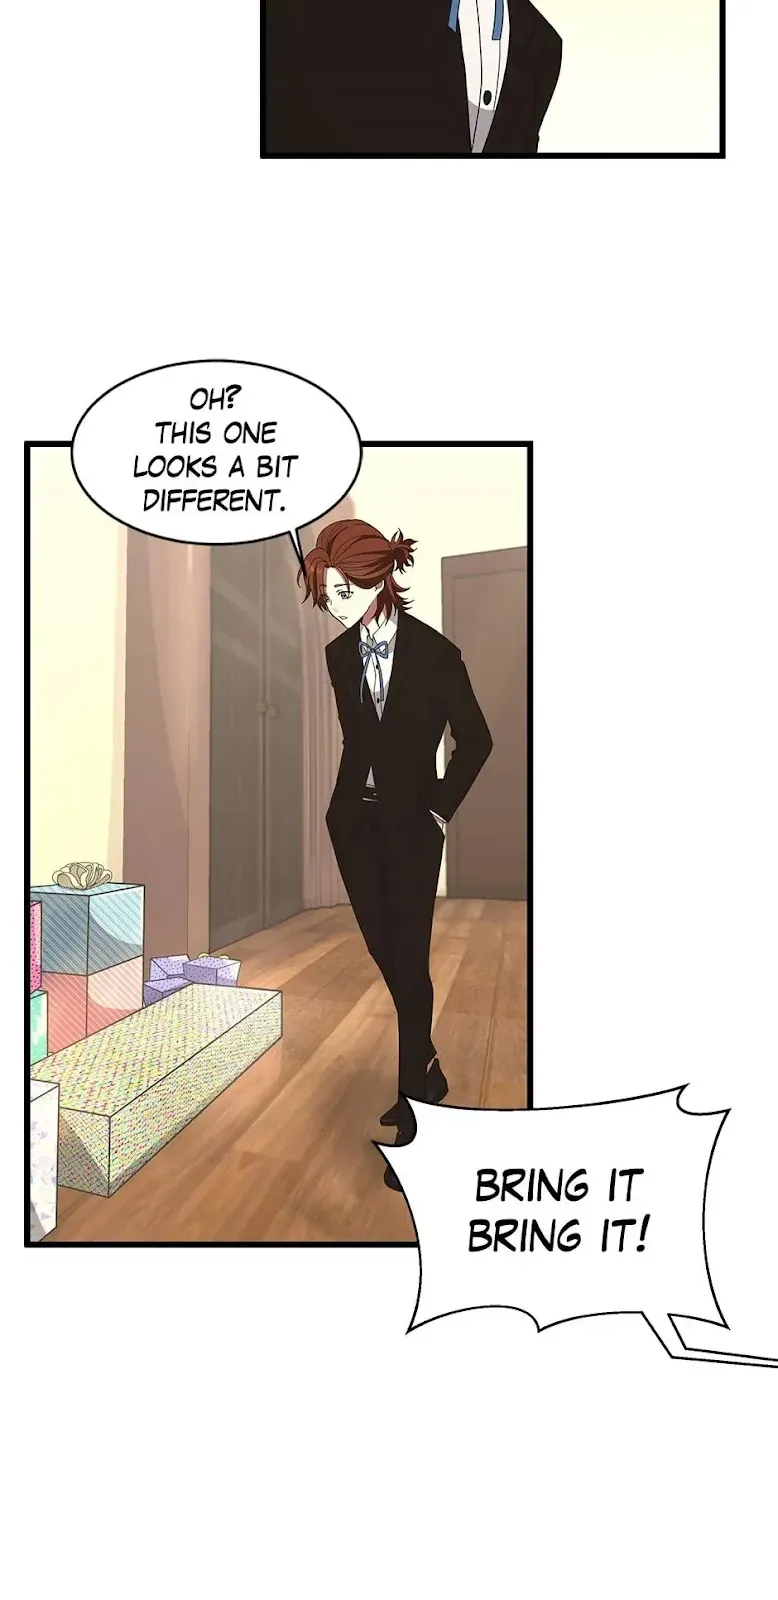 OH?
THIS ONE
LOOKS A BIT
DIFFERENT.
BRING IT
BRING IT!